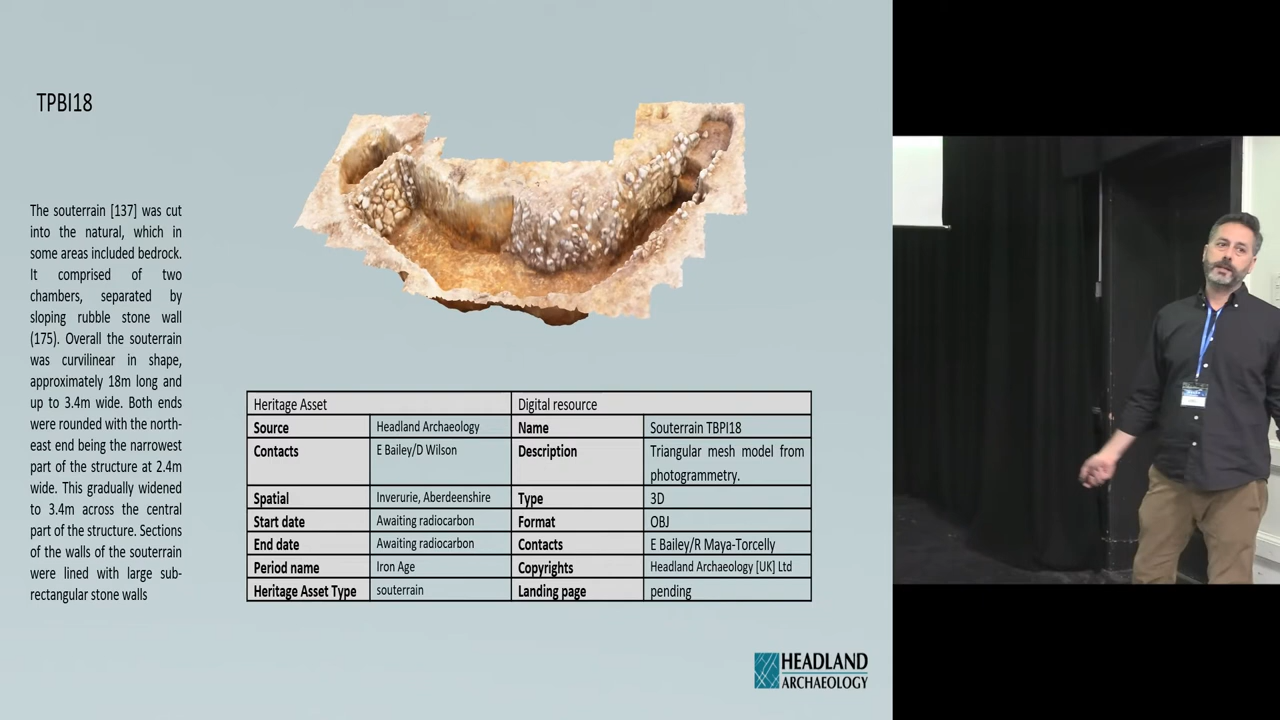 TPBI18
The souterrain [137] was cut
into the natural, which in
some areas included bedrock.
It comprised of two
chambers, separated by
sloping rubble stone wall
(175). Overall the souterrain
was curvilinear in shape,
approximately 18m long and
up to 3.4m wide. Both ends
were rounded with the north-
east end being the narrowest
part of the structure at 2.4m
wide. This gradually widened
to 3.4m across the central
part of the structure. Sections
of the walls of the souterrain
were lined with large sub-
rectangular stone walls
Heritage Asset Digital resource
Source Headland Archaeology Name Souterrain TBPI18
Contacts E Bailey/D Wilson Description Triangular mesh model from
photogrammetry.
Spatial Inverurie, Aberdeenshire Type 3D
Start date Awaiting radiocarbon Format OBJ
End date Awaiting radiocarbon Contacts E Bailey/R Maya-Torcelly
Period name Iron Age Copyrights Headland Archaeology [UK] Ltd
Heritage Asset Type souterrain Landing page pending
HEADLAND
ARCHAEOLOGY